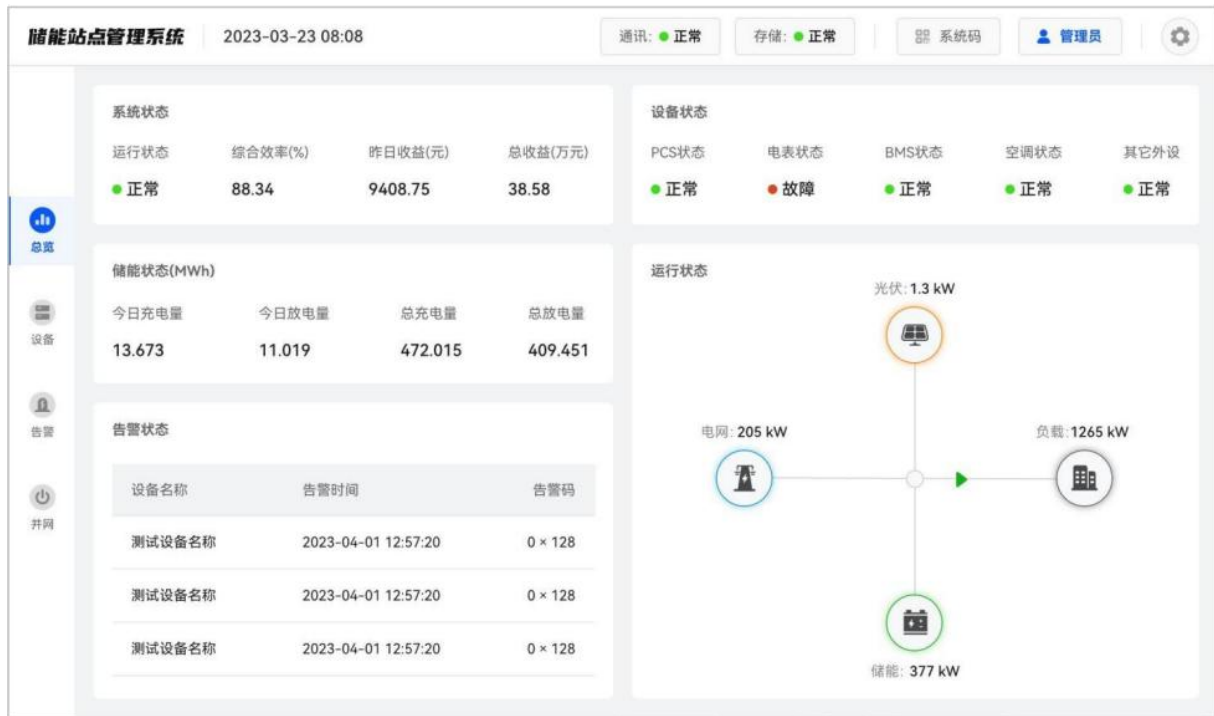 储能站点管理系统 2023-03-23 08:08 通讯: 正常 存储: 正常 系统码 管理员
系统状态
运行状态 综合效率(%) 昨日收益(元) 总收益(万元)
正常 88.34 9408.75 38.58
设备状态
PCS状态 电表状态 BMS状态 空调状态 其它外设
正常 故障 正常 正常 正常
总览
设备
告警
并网
储能状态(MWh)
今日充电量 今日放电量 总充电量 总放电量
13.673 11.019 472.015 409.451
运行状态
光伏: 1.3 kW
电网: 205 kW
负载: 1265 kW
储能: 377 kW
告警状态
设备名称 告警时间 告警码
测试设备名称 2023-04-01 12:57:20 0 × 128
测试设备名称 2023-04-01 12:57:20 0 × 128
测试设备名称 2023-04-01 12:57:20 0 × 128